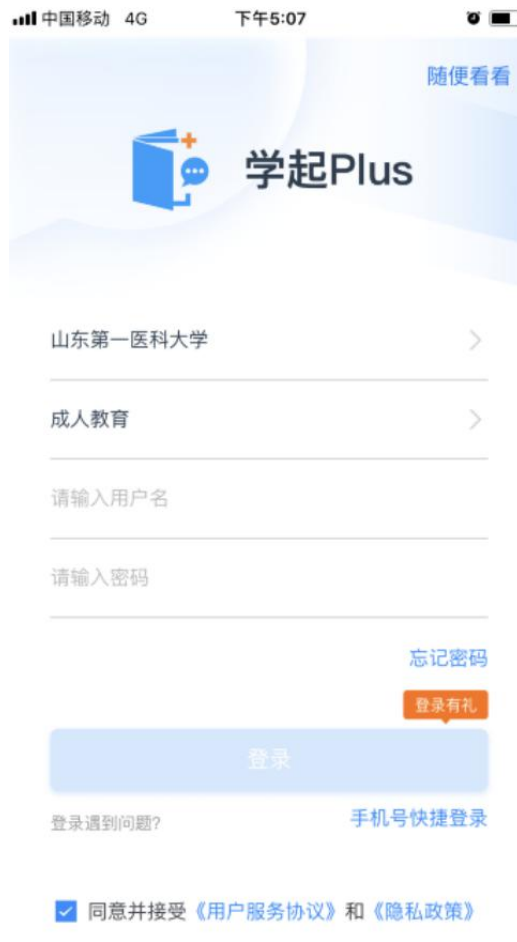 中国移动 4G 下午5:07
随便看看
学起Plus
山东第一医科大学
成人教育
请输入用户名
请输入密码
忘记密码
登录有礼
登录
登录遇到问题? 手机号快捷登录
同意并接受《用户服务协议》和《隐私政策》